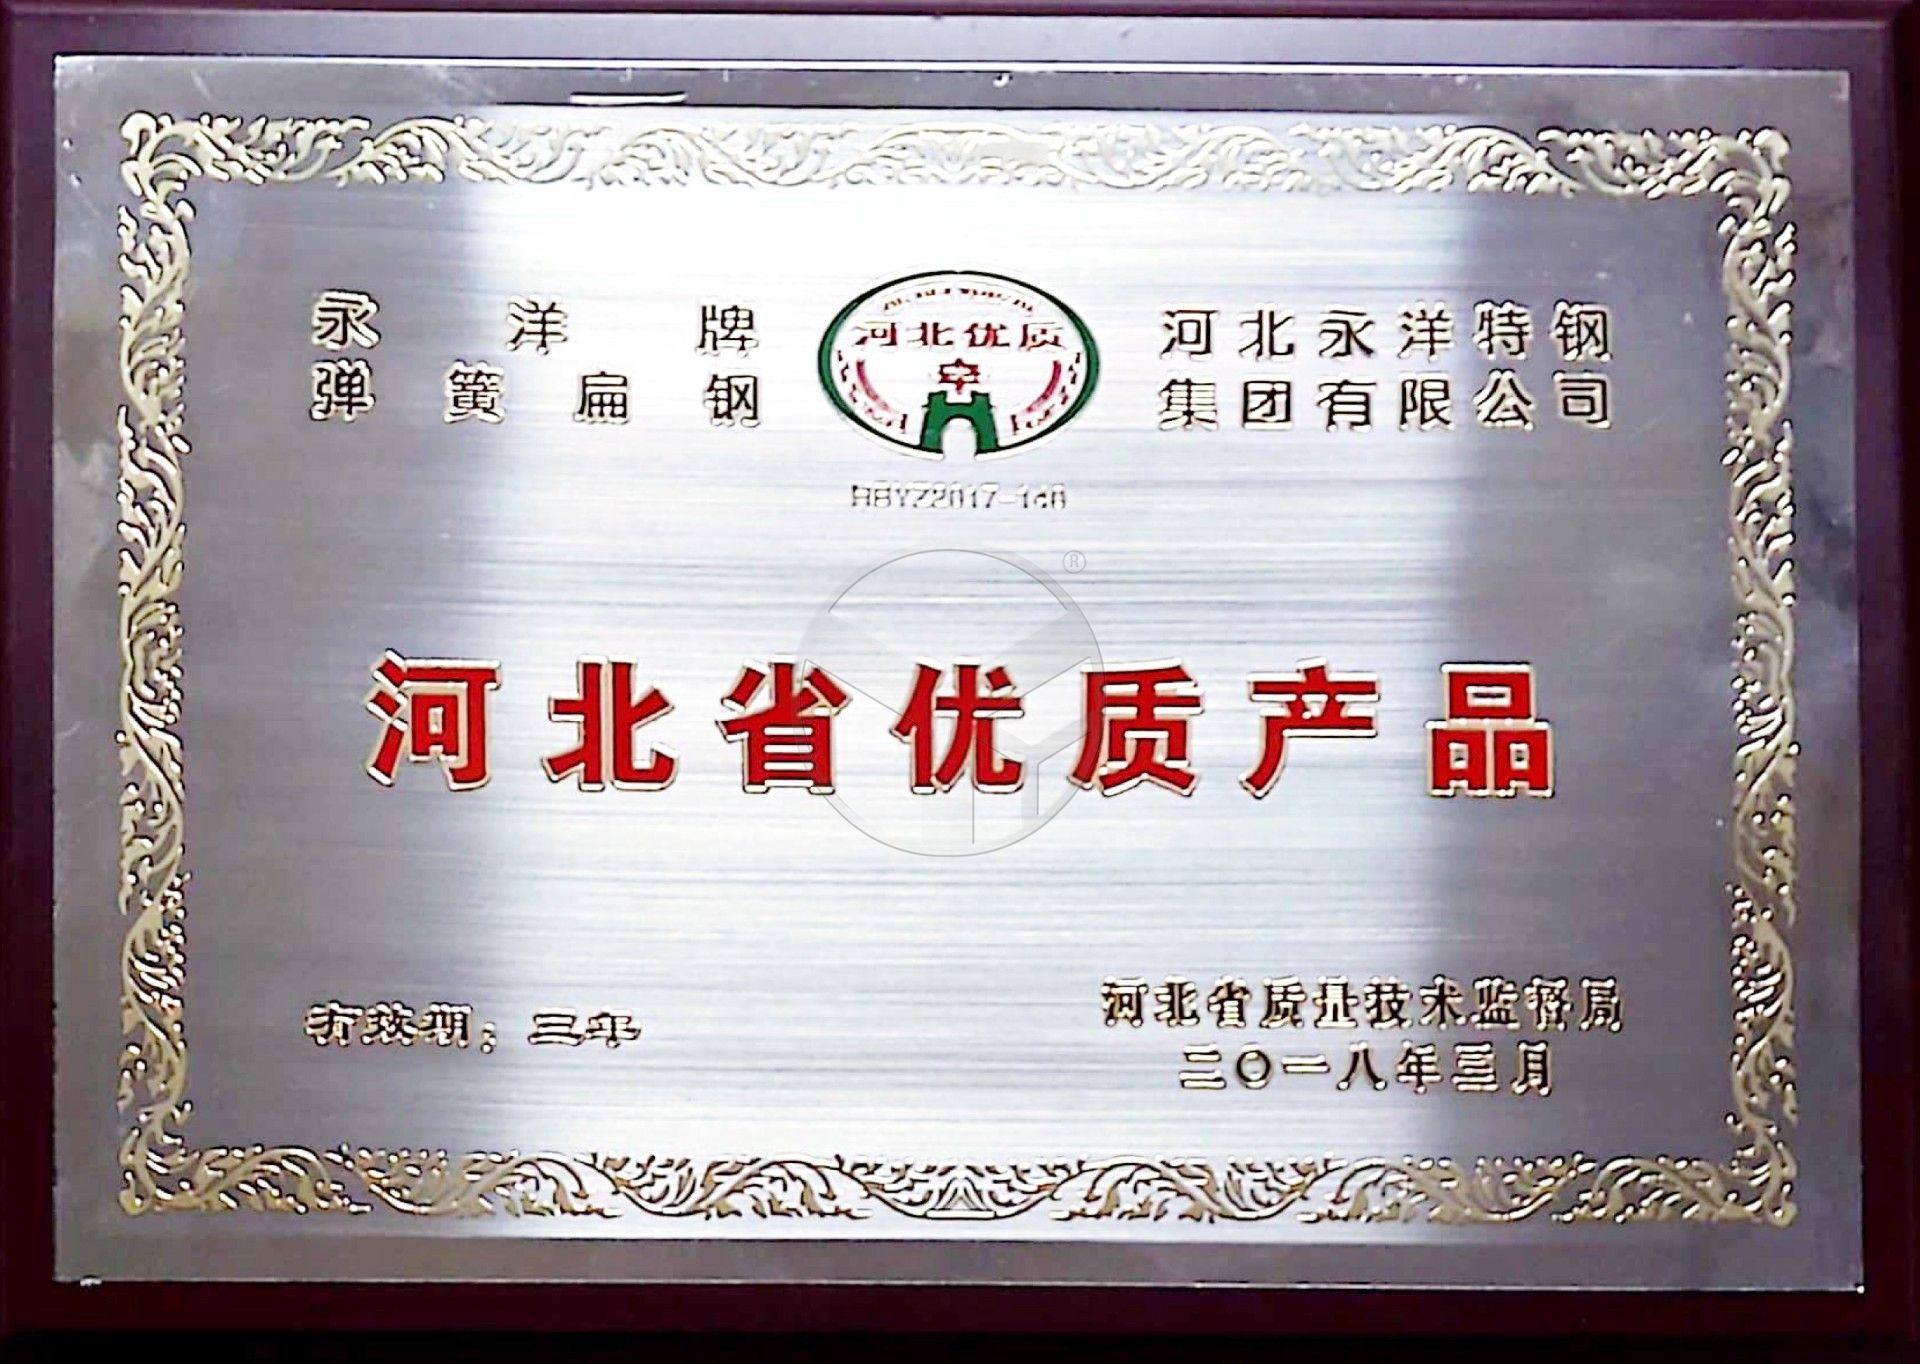 永洋牌
弹簧扁钢
河北优质
河北永洋特钢
集团有限公司
HBYZ2017-140
®
河北省优质产品
有效期：三年
河北省质量技术监督局
二〇一八年三月